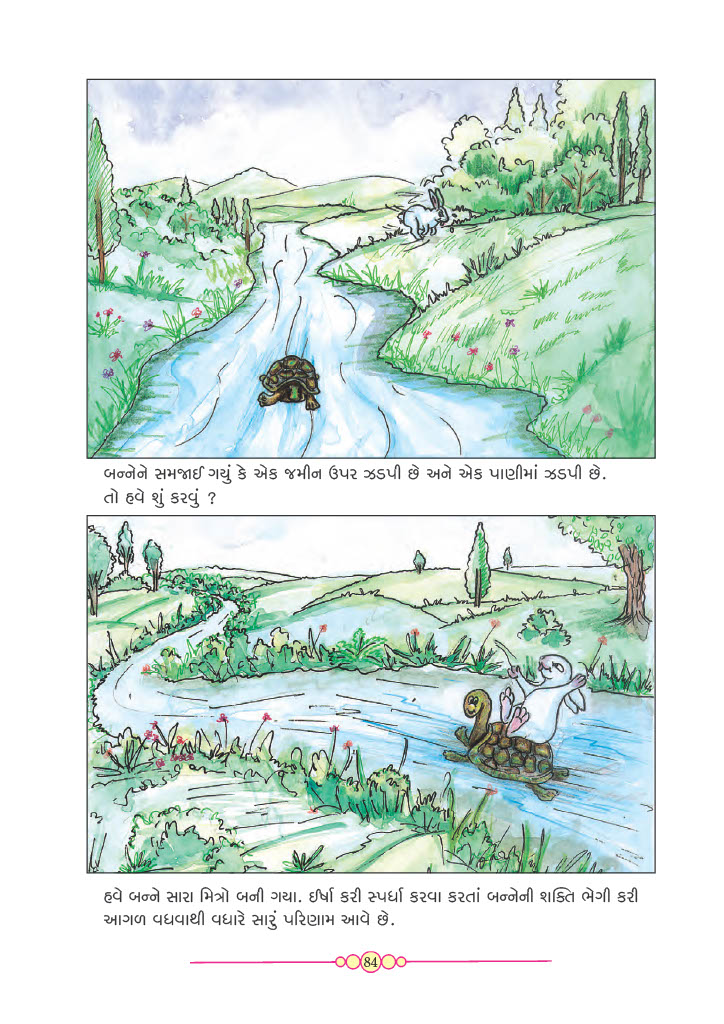 બન્નેને સમજાઈ ગયું કે એક જમીન ઉપર ઝડપી છે અને એક પાણીમાં ઝડપી છે.
તો હવે શું કરવું ?
હવે બન્ને સારા મિત્રો બની ગયા. ઈર્ષા કરી સ્પર્ધા કરવા કરતાં બન્નેની શક્તિ ભેગી કરી
આગળ વધવાથી વધારે સારું પરિણામ આવે છે.
84